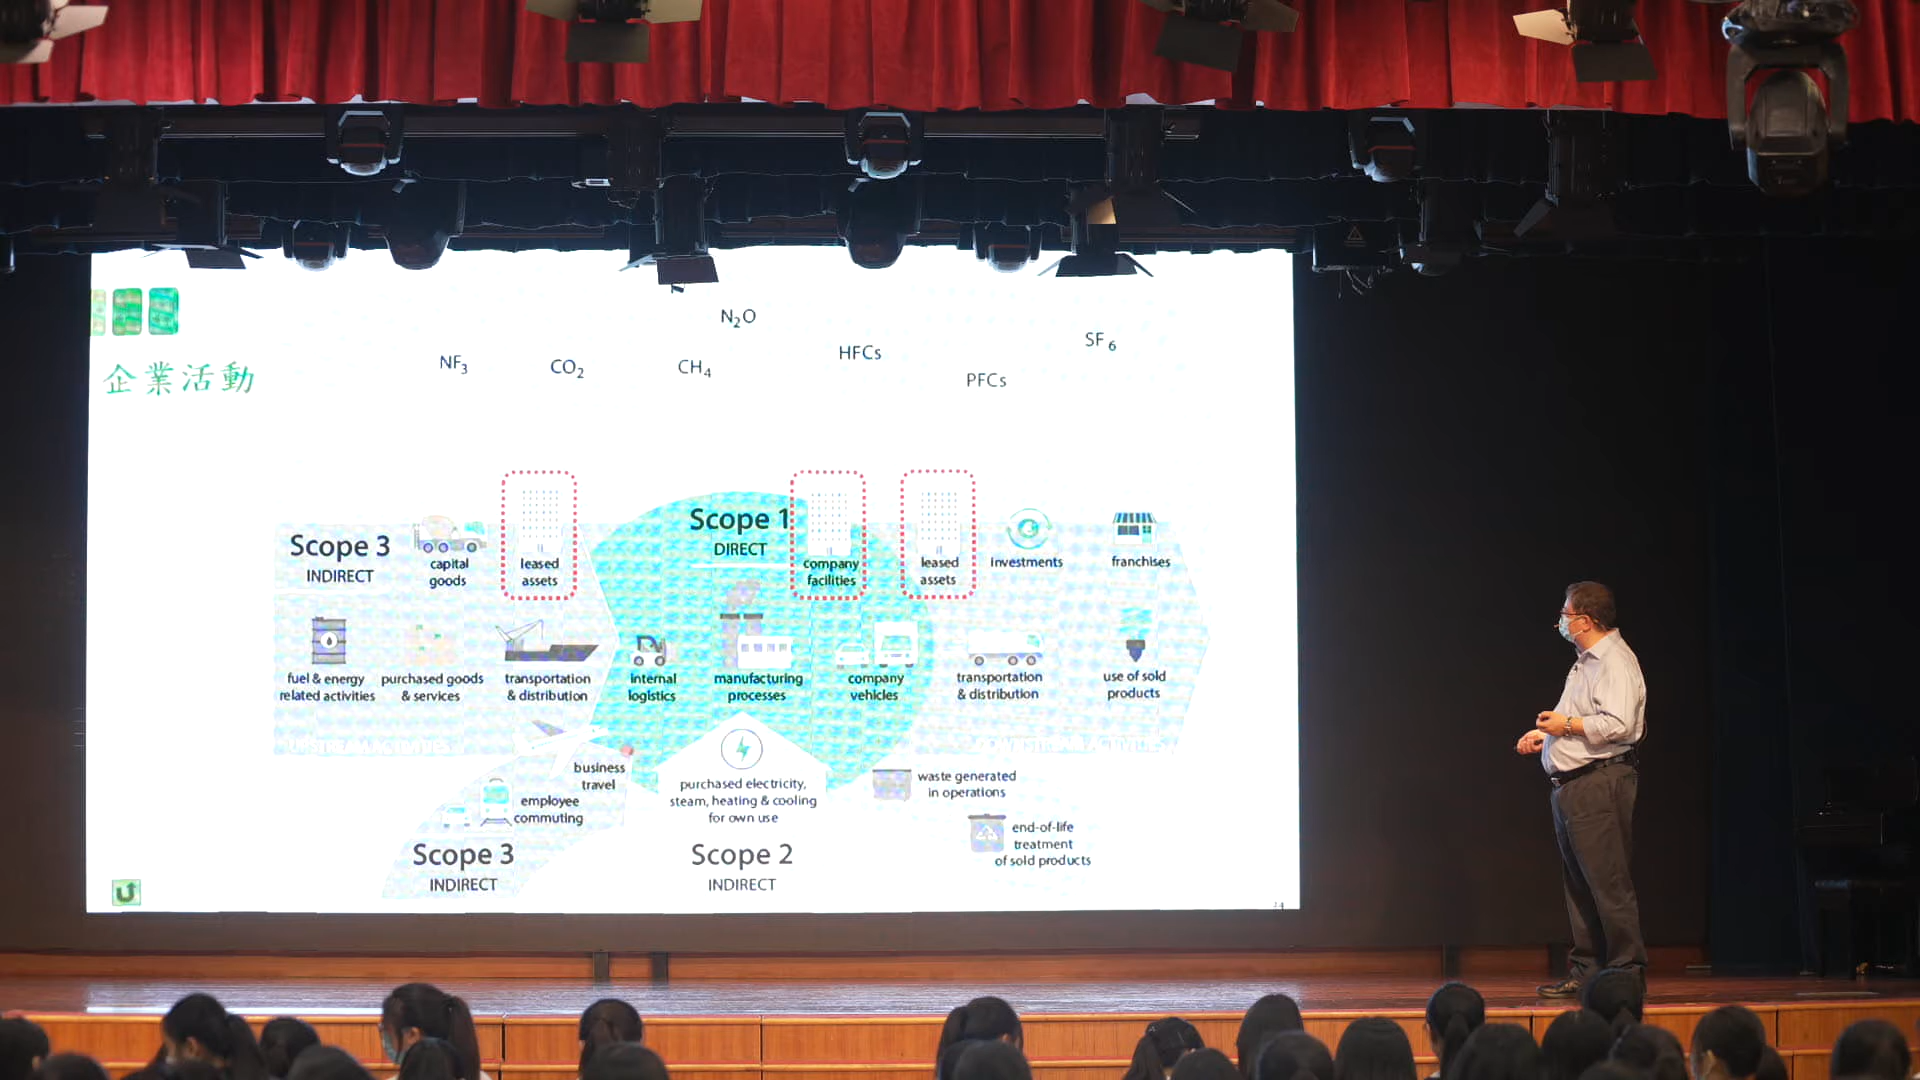 企業活動
N₂O
NF₃
CO₂
CH₄
HFCs
PFCs
SF₆
Scope 3
INDIRECT
capital
goods
leased
assets
Scope 1
DIRECT
company
facilities
leased
assets
investments
franchises
fuel & energy
related activities
purchased goods
& services
transportation
& distribution
internal
logistics
manufacturing
processes
company
vehicles
transportation
& distribution
use of sold
products
UPSTREAM ACTIVITIES
DOWNSTREAM ACTIVITIES
business
travel
employee
commuting
Scope 3
INDIRECT
purchased electricity,
steam, heating & cooling
for own use
Scope 2
INDIRECT
waste generated
in operations
end-of-life
treatment
of sold products